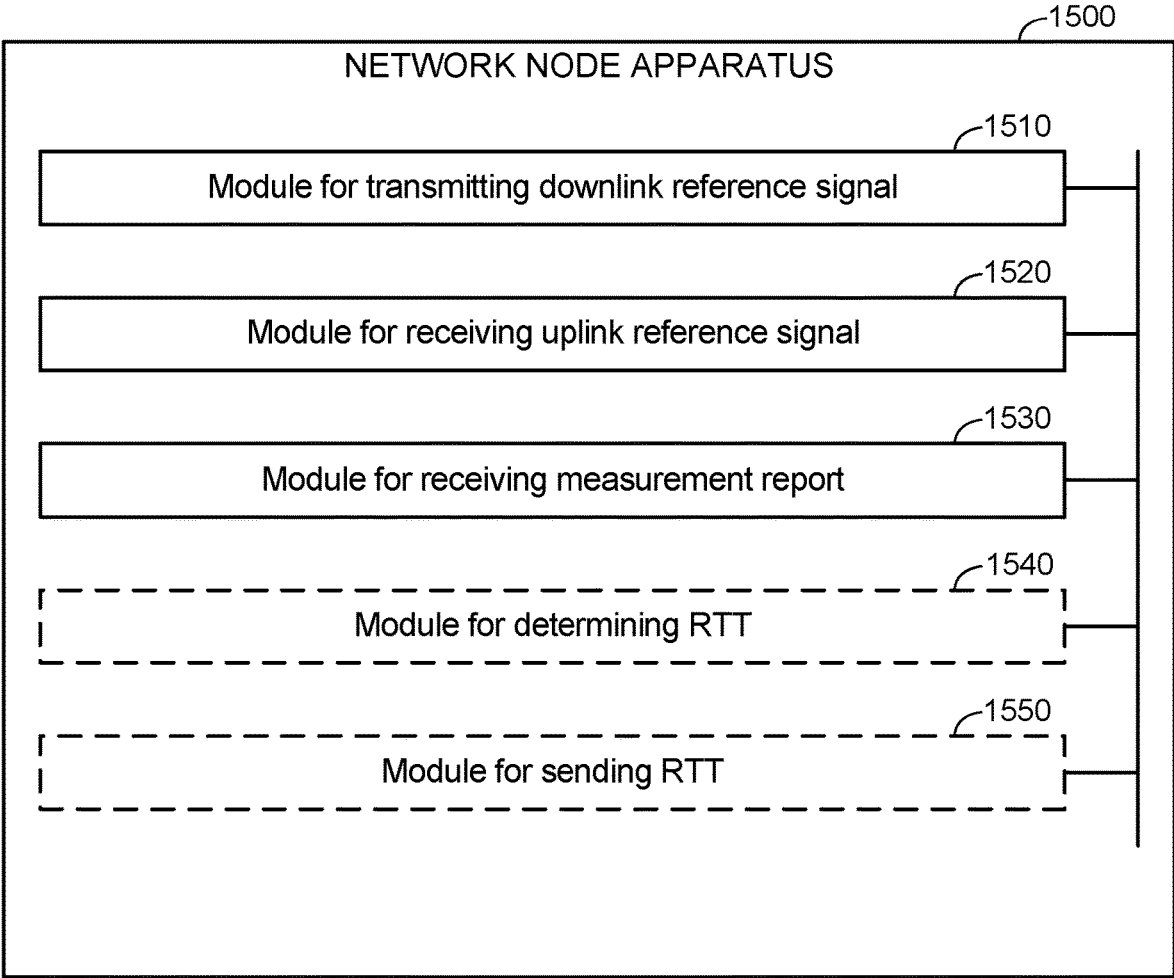 1500
NETWORK NODE APPARATUS
1510
Module for transmitting downlink reference signal
1520
Module for receiving uplink reference signal
1530
Module for receiving measurement report
1540
Module for determining RTT
1550
Module for sending RTT